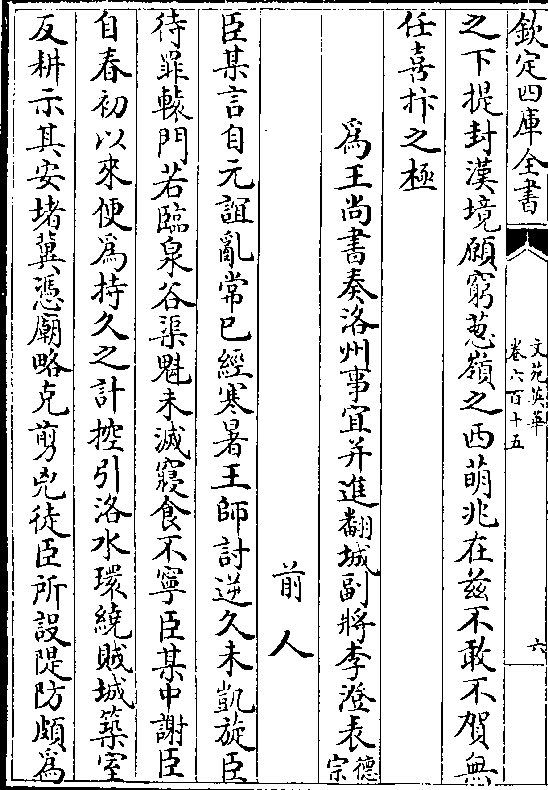 欽定四庫全書
文苑英華
卷六百十五
六
之下提封漢境願窮蔥嶺之西萌兆在兹不敢不賀無
任喜抃之極
爲王尚書奏洛州事宜并進翻城副將李澄表德宗
前人
臣某言自元誼亂常已經寒暑王師討逆久未凱旋臣
待罪轅門若臨泉谷渠魁未滅寢食不寧臣某中謝臣
自春初以來便爲持久之計控引洛水環繞賊城築室
反耕示其安堵冀憑廟略克剪兇徒臣所設隄防頗爲